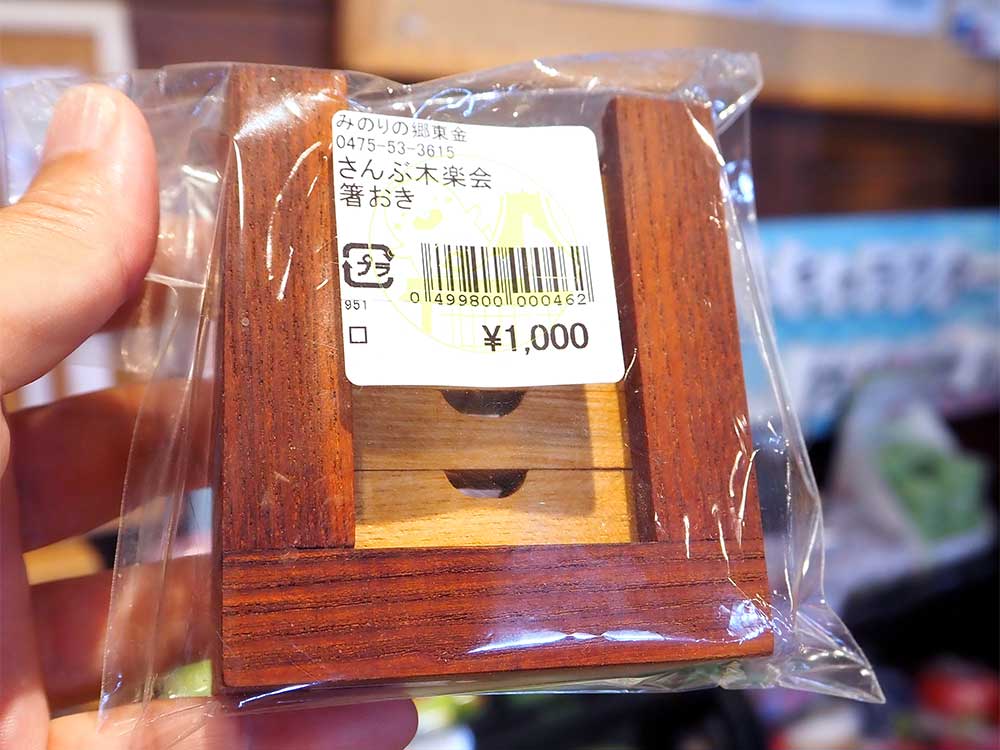 みのりの郷東金
0475-53-3615
さんぶ木楽会
箸おき
プラ
0 499800 000462
951
¥1,000